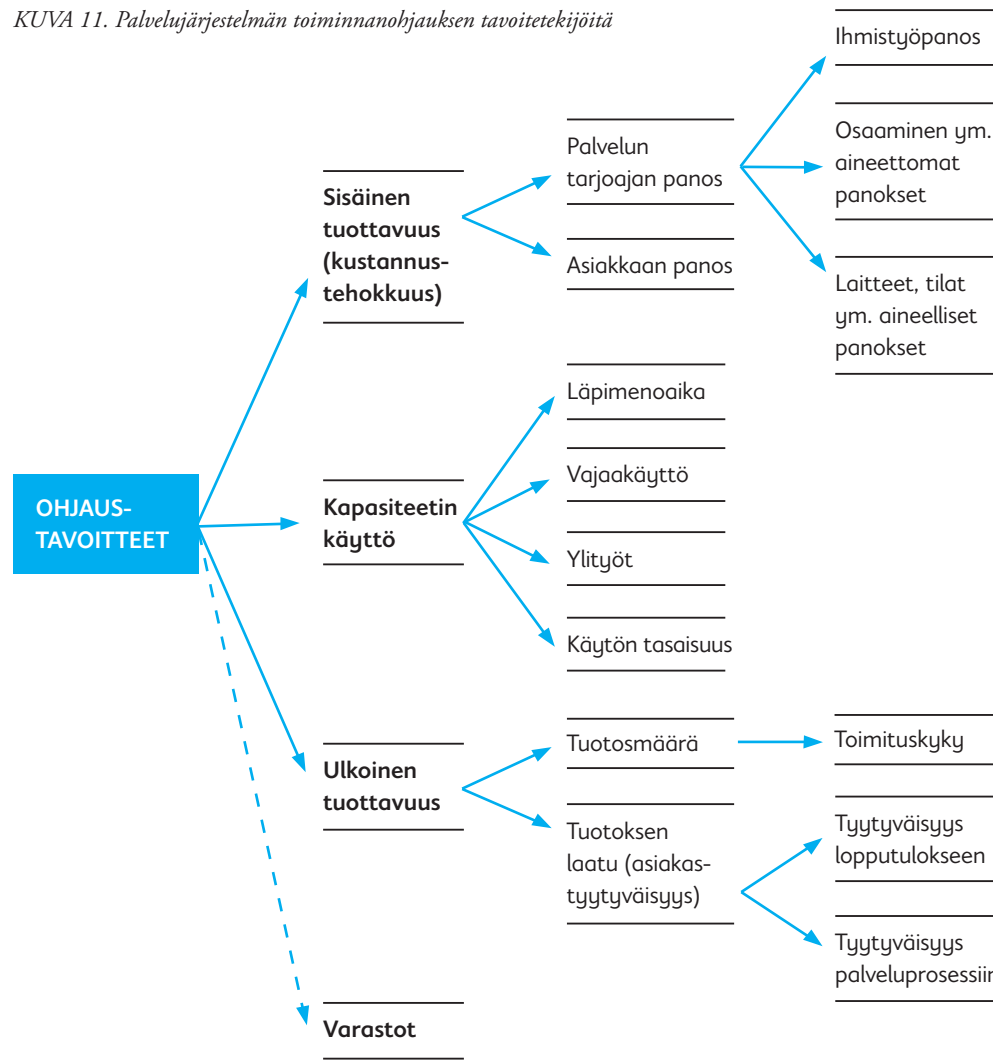 KUVA 11. Palvelujärjestelmän toiminnanohjauksen tavoitetekijöitä
OHJAUS-
TAVOITTEET
Sisäinen
tuottavuus
(kustannus-
tehokkuus)
Palvelun
tarjoajan panos
Ihmistyöpanos
Osaaminen ym.
aineettomat
panokset
Laitteet, tilat
ym. aineelliset
panokset
Asiakkaan panos
Kapasiteetin
käyttö
Läpimenoaika
Vajaakäyttö
Ylityöt
Käytön tasaisuus
Ulkoinen
tuottavuus
Tuotosmäärä
Toimituskyky
Tuotoksen
laatu (asiakas-
tyytyväisyys)
Tyytyväisyys
lopputulokseen
Tyytyväisyys
palveluprosessiin
Varastot